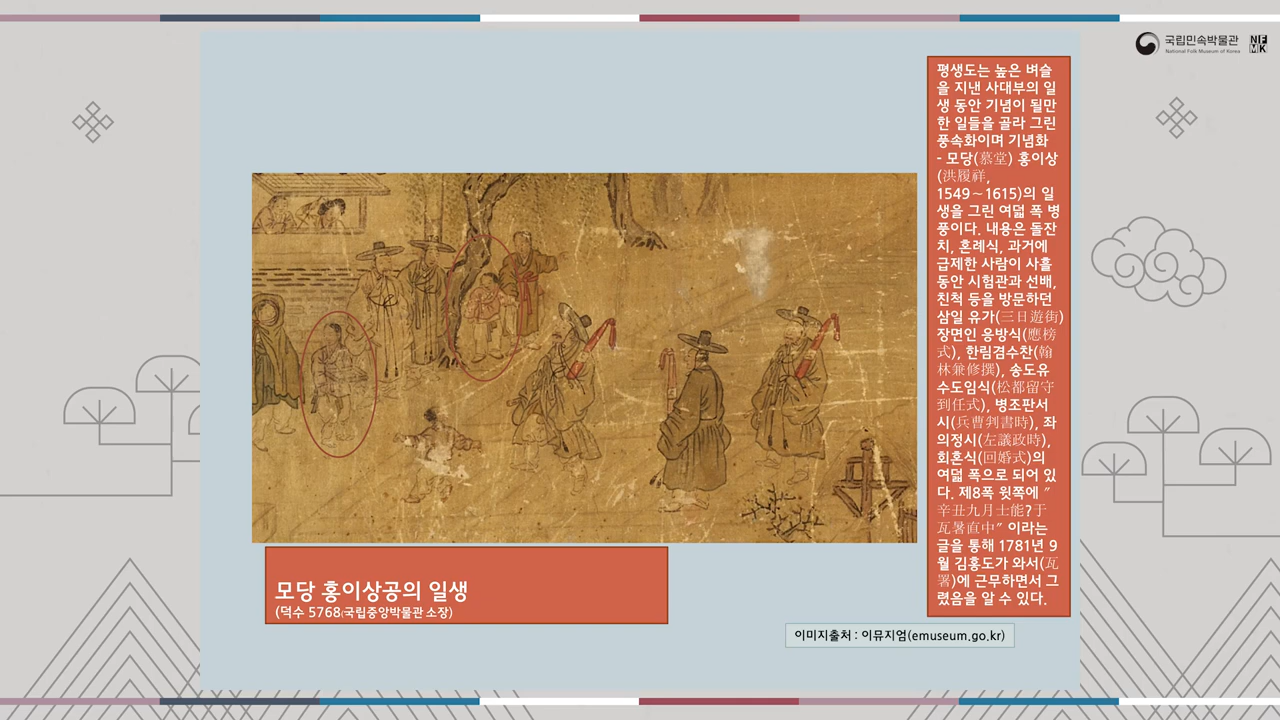 국립민속박물관
National Folk Museum of Korea
NF
MK
평생도는 높은 벼슬
을 지낸 사대부의 일
생 동안 기념이 될만
한 일들을 골라 그린
풍속화이며 기념화
- 모당(慕堂) 홍이상
(洪履祥,
1549～1615)의 일
생을 그린 여덟 폭 병
풍이다. 내용은 돌잔
치, 혼례식, 과거에
급제한 사람이 사흘
동안 시험관과 선배,
친척 등을 방문하던
삼일 유가(三日遊街)
장면인 응방식(應榜
式), 한림겸수찬(翰
林兼修撰), 송도유
수도임식(松都留守
到任式), 병조판서
시(兵曹判書時), 좌
의정시(左議政時),
회혼식(回婚式)의
여덟 폭으로 되어 있
다. 제8폭 윗쪽에 ″
辛丑九月士能?于
瓦署直中″ 이라는
글을 통해 1781년 9
월 김홍도가 와서(瓦
署)에 근무하면서 그
렸음을 알 수 있다.
모당 홍이상공의 일생
(덕수 5768(국립중앙박물관 소장)
이미지출처 : 이뮤지엄(emuseum.go.kr)